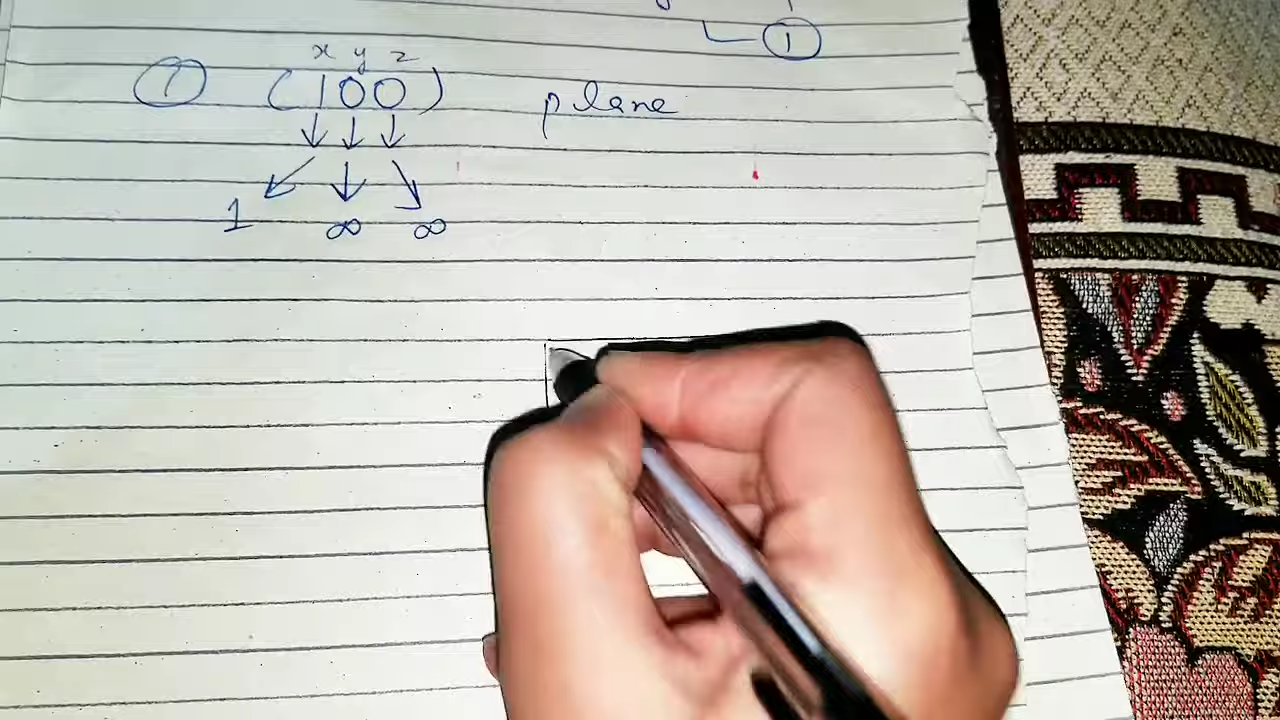 ①
x y z
① (100) plane
↓ ↓ ↓
↙ ↓ ↘
1 ∞ ∞